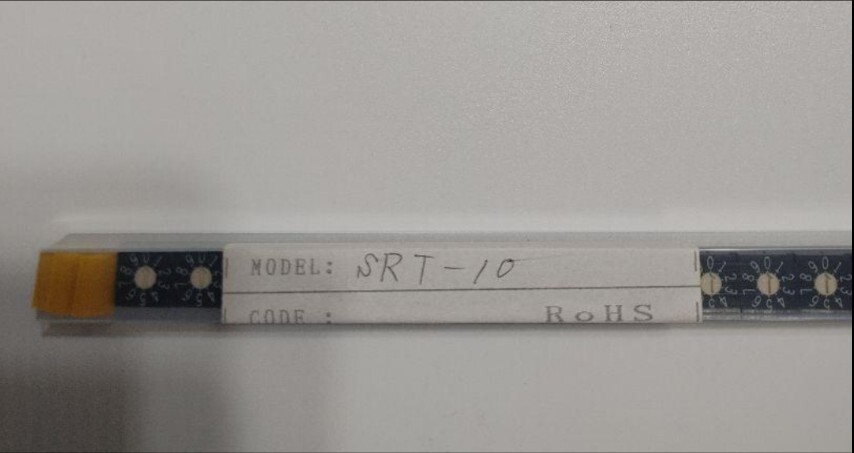 MODEL: SRT-10
CODE :
RoHS